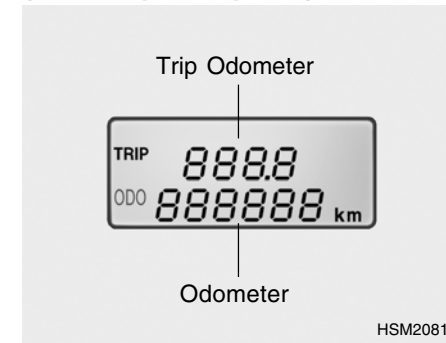 Trip Odometer
TRIP 888.8
ODO 888888 km
Odometer
HSM2081